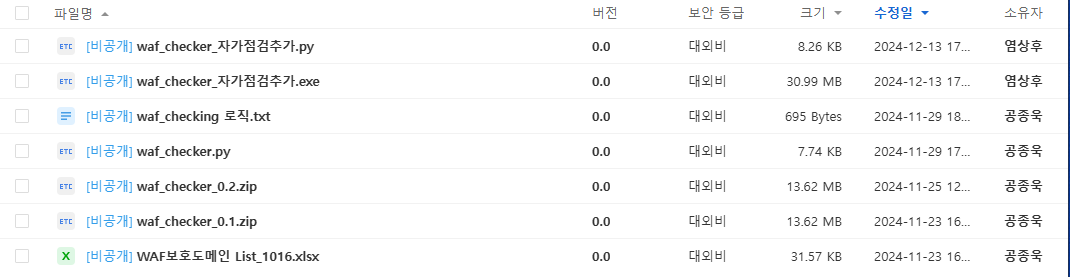 파일명 버전 보안 등급 크기 수정일 소유자
ETC [비공개] waf_checker_자가점검추가.py 0.0 대외비 8.26 KB 2024-12-13 17... 염상후
ETC [비공개] waf_checker_자가점검추가.exe 0.0 대외비 30.99 MB 2024-12-13 17... 염상후
[비공개] waf_checking 로직.txt 0.0 대외비 695 Bytes 2024-11-29 18... 공종욱
ETC [비공개] waf_checker.py 0.0 대외비 7.74 KB 2024-11-29 17... 공종욱
ETC [비공개] waf_checker_0.2.zip 0.0 대외비 13.62 MB 2024-11-25 12... 공종욱
ETC [비공개] waf_checker_0.1.zip 0.0 대외비 13.62 MB 2024-11-23 16... 공종욱
X [비공개] WAF보호도메인 List_1016.xlsx 0.0 대외비 31.57 KB 2024-11-23 16... 공종욱